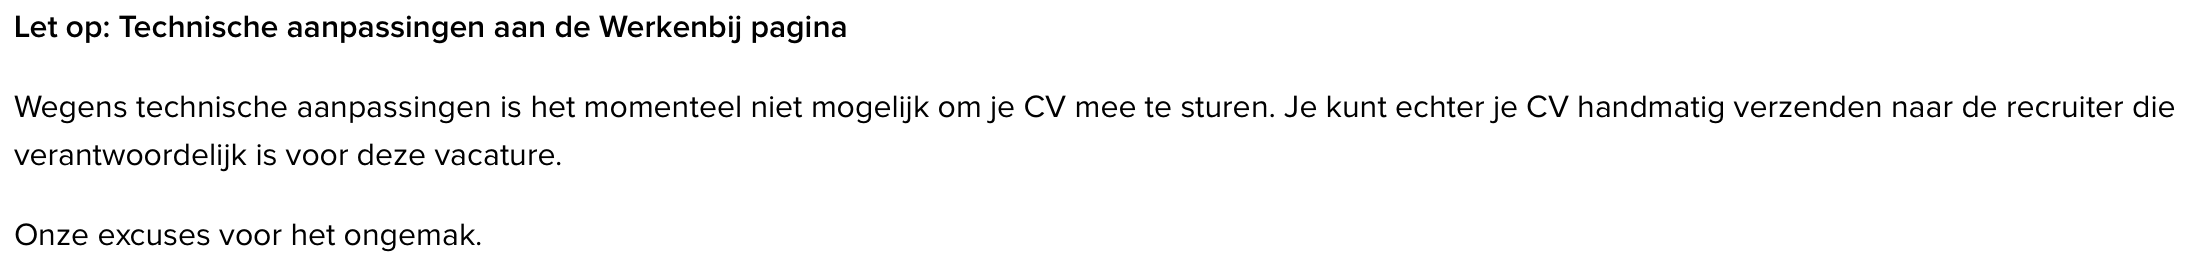 Let op: Technische aanpassingen aan de Werkenbij pagina
Wegens technische aanpassingen is het momenteel niet mogelijk om je CV mee te sturen. Je kunt echter je CV handmatig verzenden naar de recruiter die
verantwoordelijk is voor deze vacature.
Onze excuses voor het ongemak.